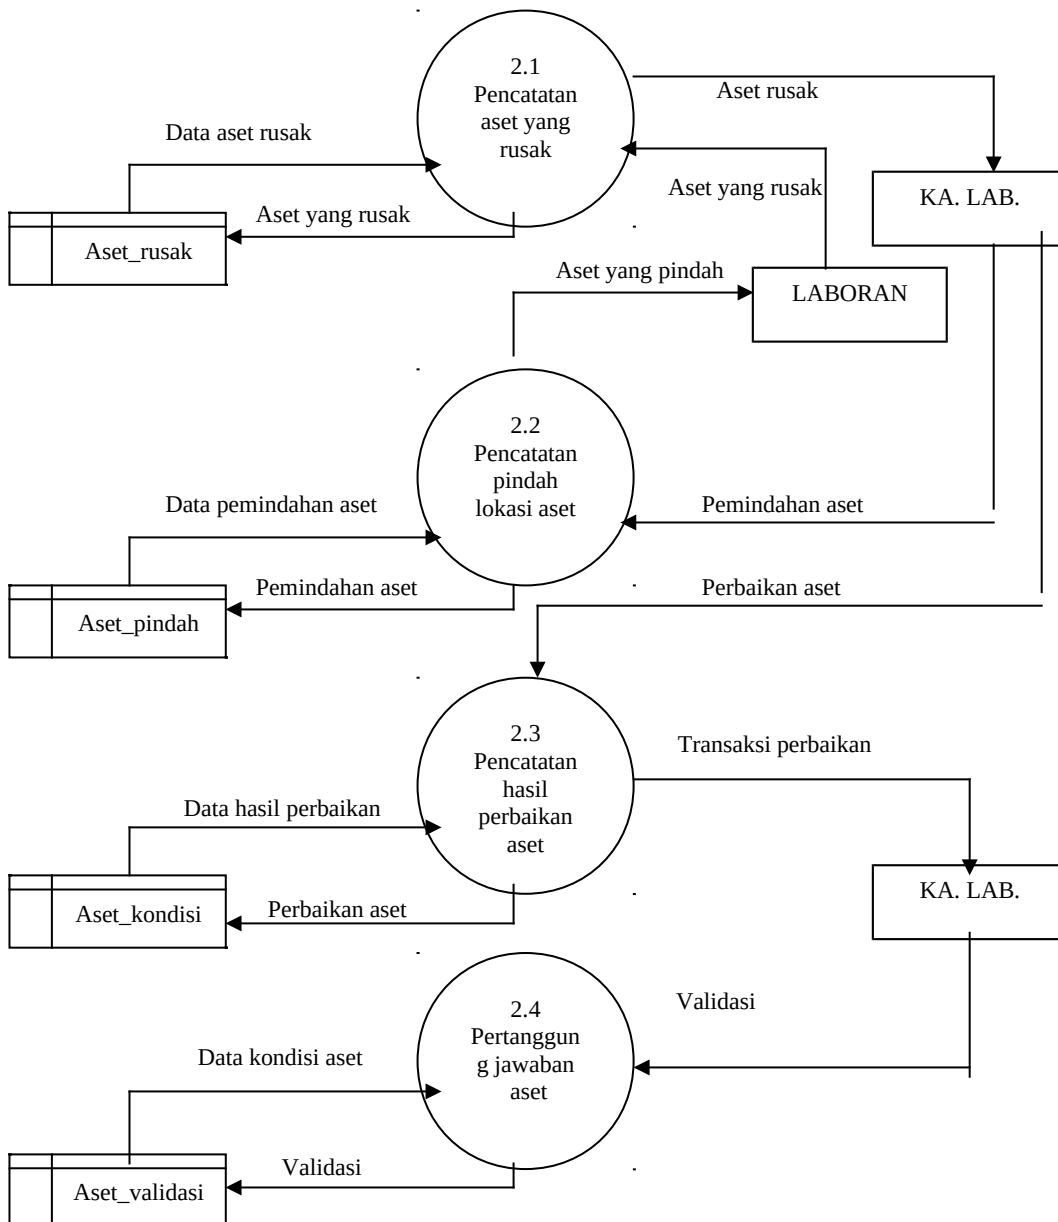 2.1
Pencatatan
aset yang
rusak
Aset rusak
Data aset rusak
Aset yang rusak
KA. LAB.
Aset yang rusak
Aset_rusak
Aset yang pindah
LABORAN
2.2
Pencatatan
pindah
lokasi aset
Data pemindahan aset
Pemindahan aset
Pemindahan aset
Perbaikan aset
Aset_pindah
2.3
Pencatatan
hasil
perbaikan
aset
Transaksi perbaikan
Data hasil perbaikan
KA. LAB.
Perbaikan aset
Aset_kondisi
2.4
Pertanggun
g jawaban
aset
Validasi
Data kondisi aset
Validasi
Aset_validasi